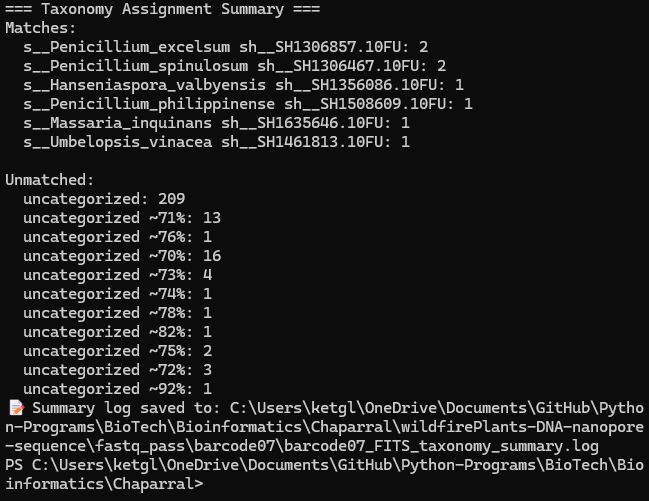 === Taxonomy Assignment Summary ===
Matches:
  s__Penicillium_excelsum sh__SH1306857.10FU: 2
  s__Penicillium_spinulosum sh__SH1306467.10FU: 2
  s__Hanseniaspora_valbyensis sh__SH1356086.10FU: 1
  s__Penicillium_philippinense sh__SH1508609.10FU: 1
  s__Massaria_inquinans sh__SH1635646.10FU: 1
  s__Umbelopsis_vinacea sh__SH1461813.10FU: 1

Unmatched:
  uncategorized: 209
  uncategorized ~71%: 13
  uncategorized ~76%: 1
  uncategorized ~70%: 16
  uncategorized ~73%: 4
  uncategorized ~74%: 1
  uncategorized ~78%: 1
  uncategorized ~82%: 1
  uncategorized ~75%: 2
  uncategorized ~72%: 3
  uncategorized ~92%: 1
📝 Summary log saved to: C:\Users\ketgl\OneDrive\Documents\GitHub\Pytho
n-Programs\BioTech\Bioinformatics\Chaparral\wildfirePlants-DNA-nanopore
-sequence\fastq_pass\barcode07\barcode07_FITS_taxonomy_summary.log
PS C:\Users\ketgl\OneDrive\Documents\GitHub\Python-Programs\BioTech\Bio
informatics\Chaparral>